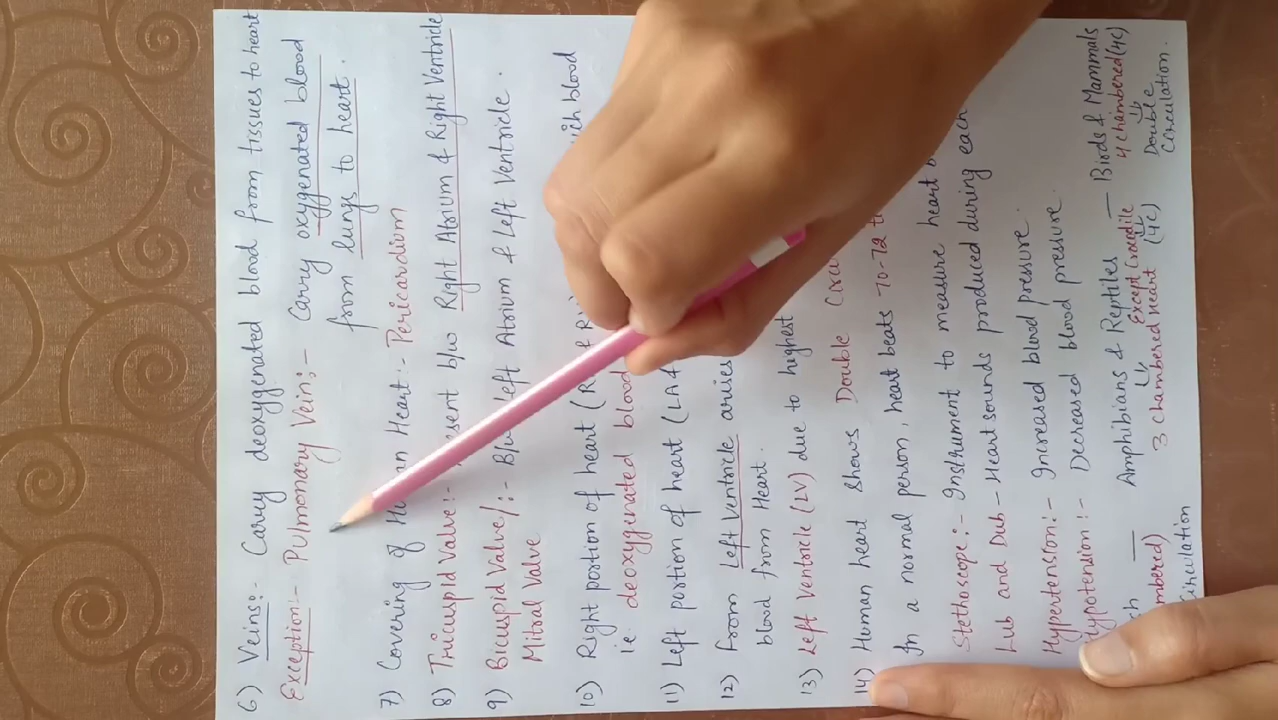 6) Veins:- Carry deoxygenated blood from tissues to heart
Exception:- Pulmonary Vein:- Carry oxygenated blood
from lungs to heart.
7) Covering of Heart:- Pericardium
8) Tricuspid Valve:- b/w Right Atrium & Right Ventricle
9) Bicuspid Valve/:- Left Atrium & Left Ventricle.
Mitral Valve
10) Right portion of heart
ie. deoxygenated blood
11) Left portion of heart (LA &
12) From Left Ventricle arises
blood from Heart.
13) Left Ventricle (LV) due to highest
14) Human heart shows Double
In a normal person, heart beats 70-72
Stethoscope:- Instrument to measure heart
Lub and Dub - Heart sounds produced during each
Hypertension:- Increased blood pressure.
Hypotension:- Decreased blood pressure.
Amphibians & Reptiles — Birds & Mammals
Except Crocodile 4 chambered (4C)
3 chambered heart (4C) Double
Circulation Circulation.